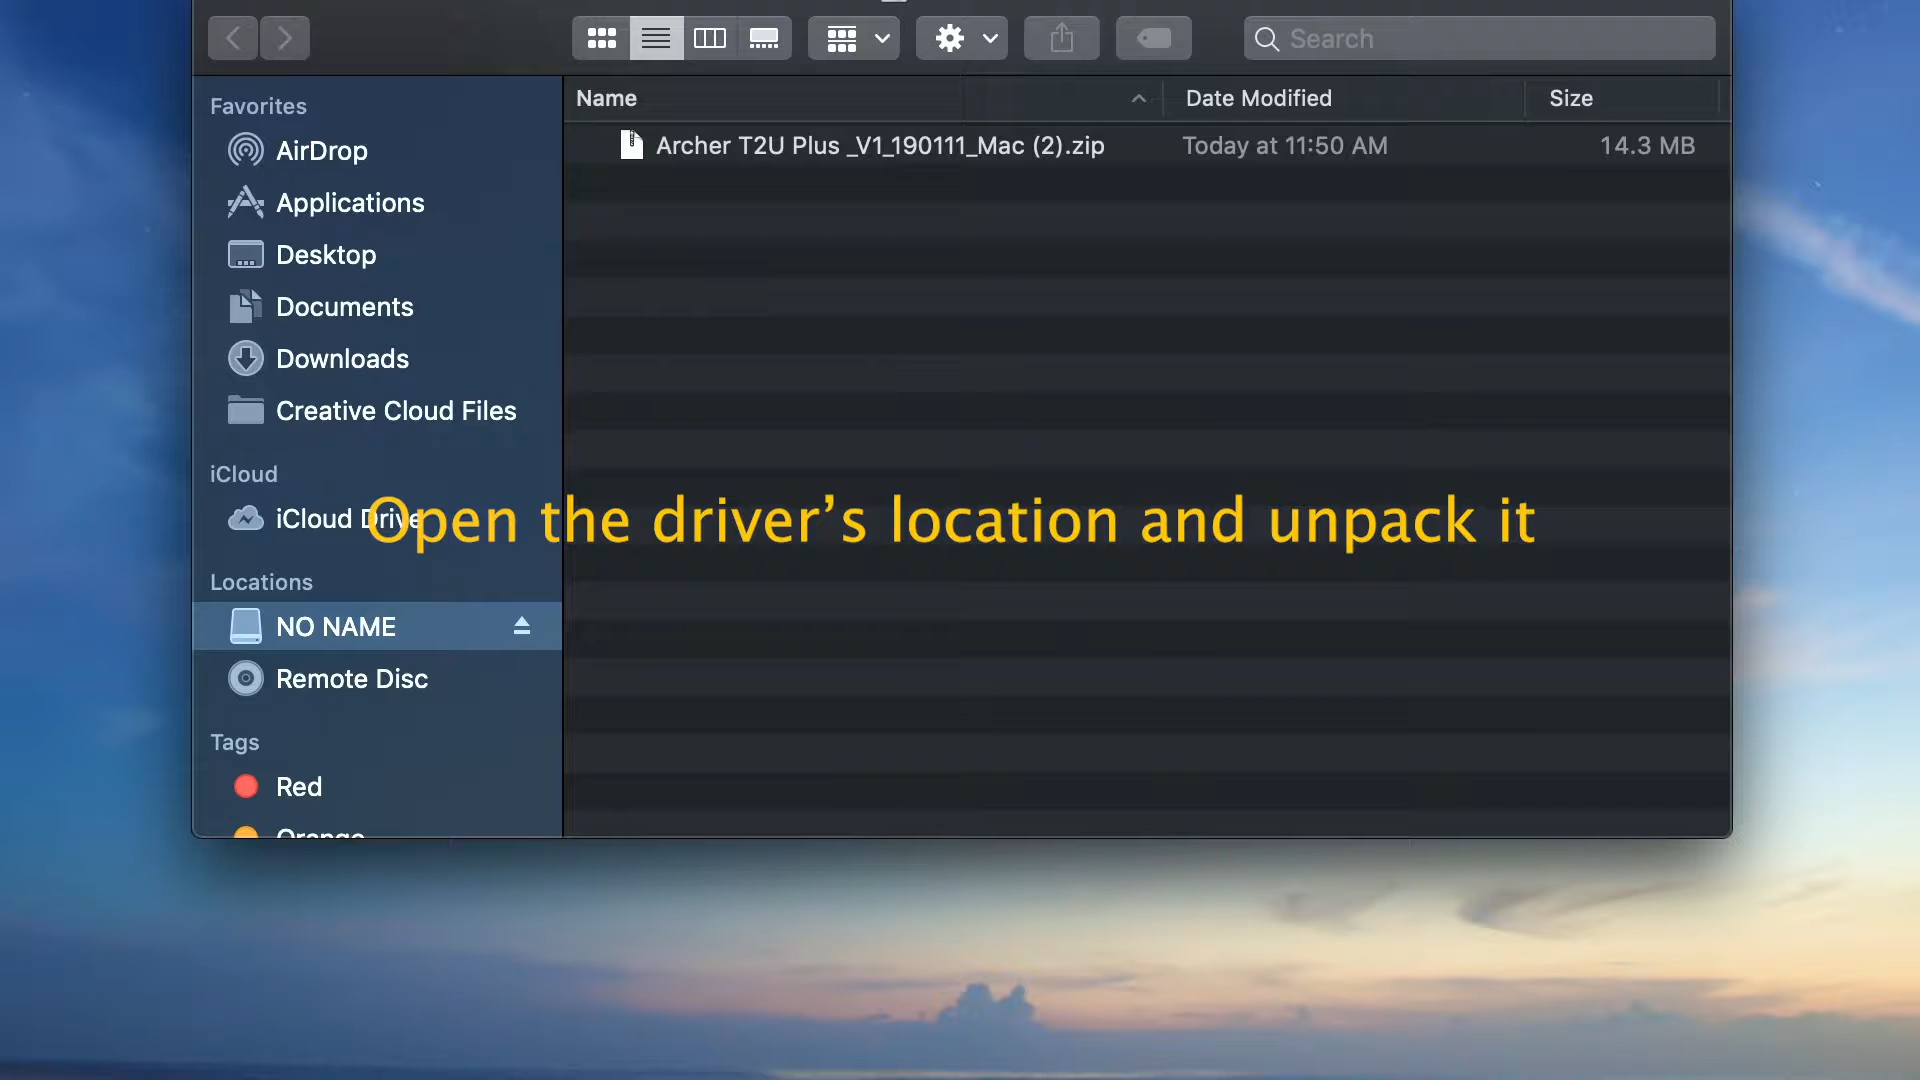 Search
Favorites
AirDrop
Applications
Desktop
Documents
Downloads
Creative Cloud Files
iCloud
iCloud Drive
Locations
NO NAME
Remote Disc
Tags
Red
Orange
Name
Date Modified
Size
Archer T2U Plus _V1_190111_Mac (2).zip
Today at 11:50 AM
14.3 MB
Open the driver’s location and unpack it